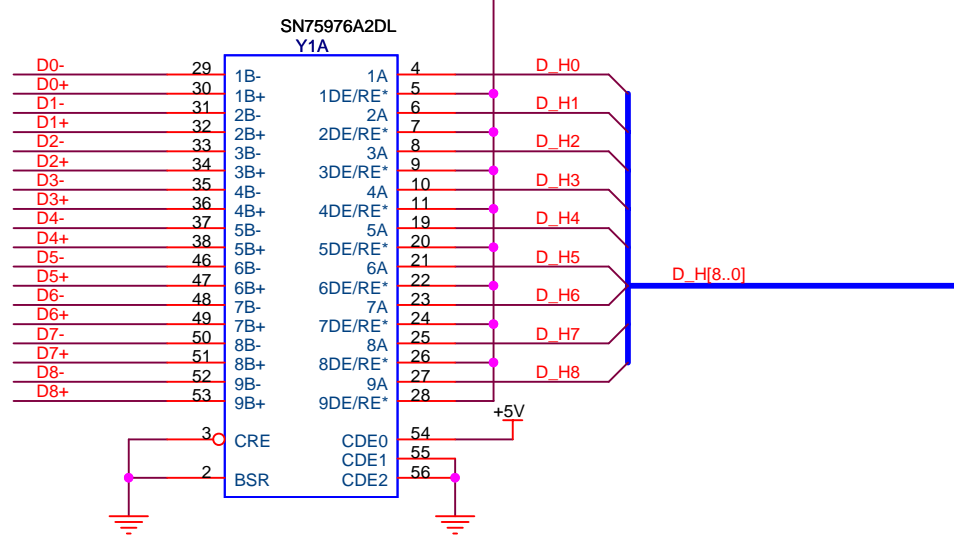 SN75976A2DL
Y1A
D0- 29 1B- 1A 4 D_H0
D0+ 30 1B+ 1DE/RE* 5
D1- 31 2B- 2A 6 D_H1
D1+ 32 2B+ 2DE/RE* 7
D2- 33 3B- 3A 8 D_H2
D2+ 34 3B+ 3DE/RE* 9
D3- 35 4B- 4A 10 D_H3
D3+ 36 4B+ 4DE/RE* 11
D4- 37 5B- 5A 19 D_H4
D4+ 38 5B+ 5DE/RE* 20
D5- 46 6B- 6A 21 D_H5
D_H[8..0]
D5+ 47 6B+ 6DE/RE* 22
D6- 48 7B- 7A 23 D_H6
D6+ 49 7B+ 7DE/RE* 24
D7- 50 8B- 8A 25 D_H7
D7+ 51 8B+ 8DE/RE* 26
D8- 52 9B- 9A 27 D_H8
D8+ 53 9B+ 9DE/RE* 28
+5V
3 CRE CDE0 54
CDE1 55
2 BSR CDE2 56